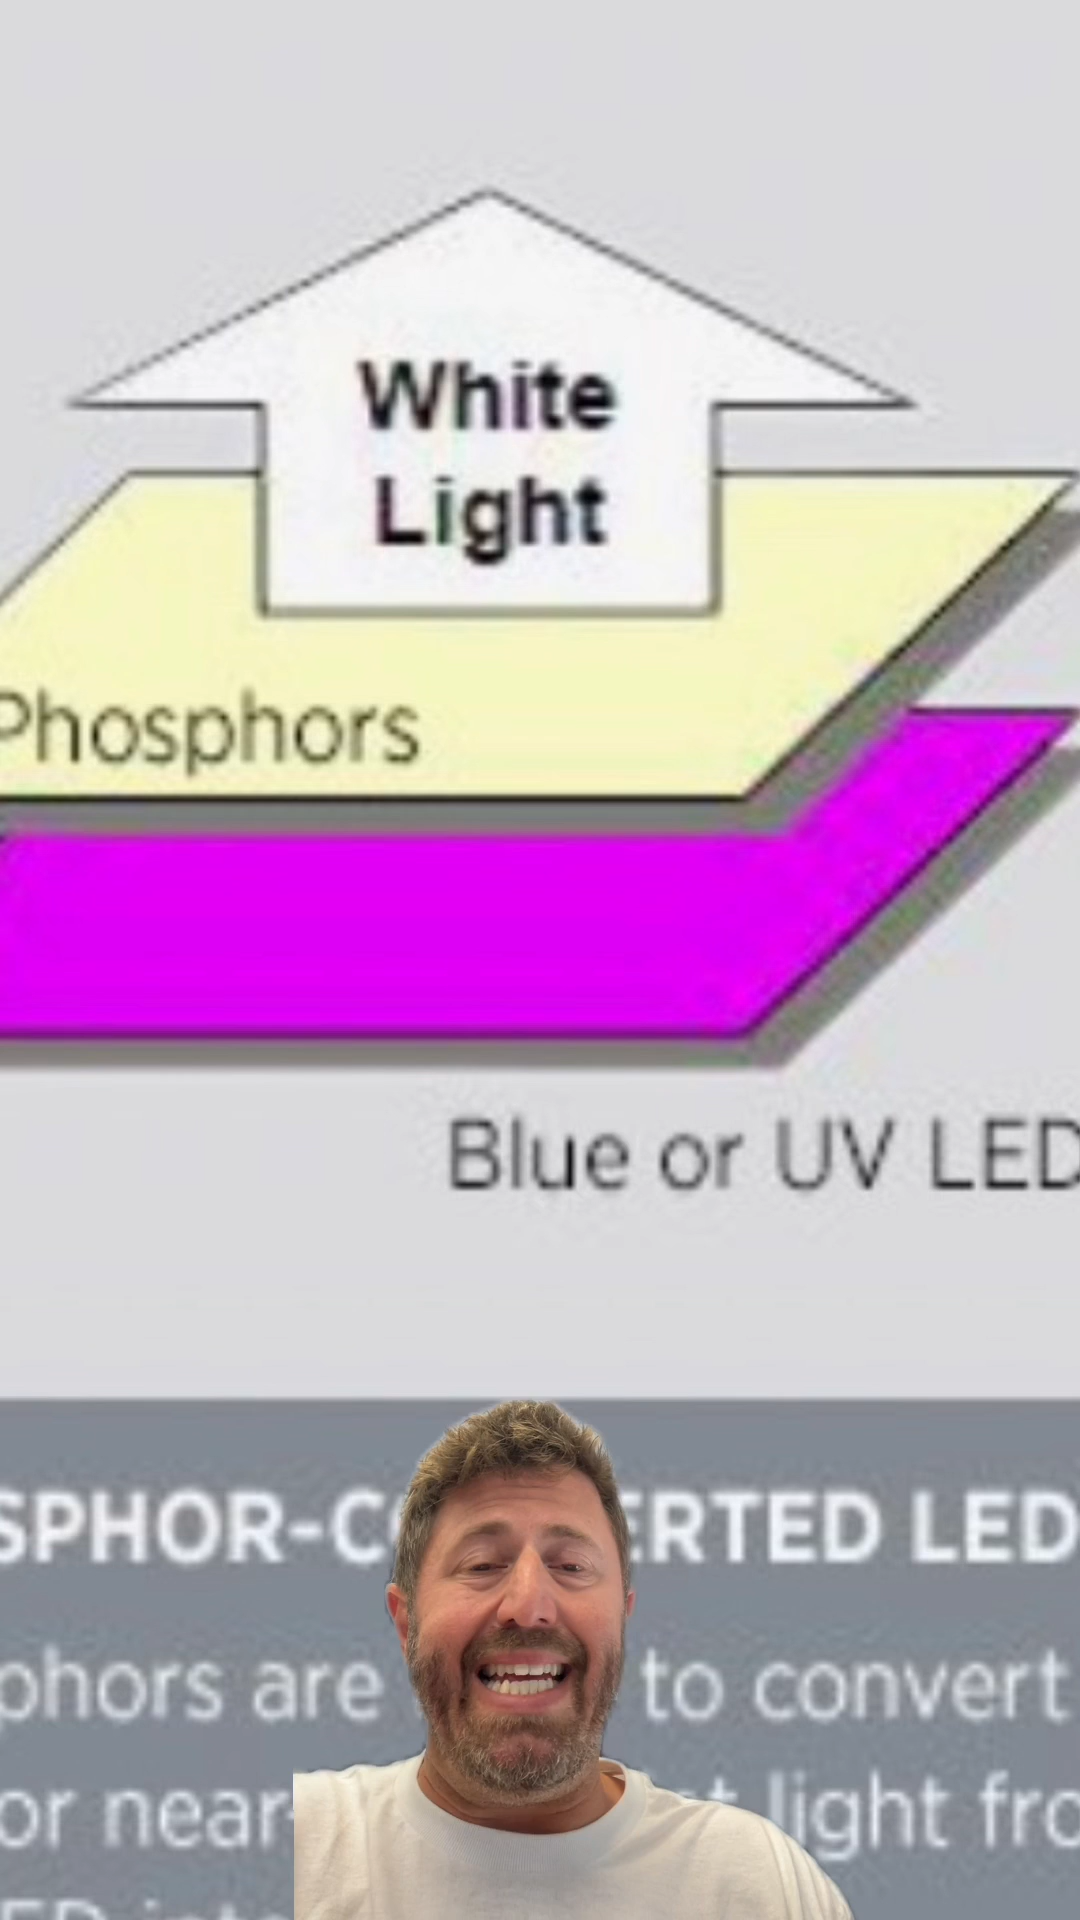 White
Light
Phosphors
Blue or UV LED
SPHOR-C ERTED LED
phors are to convert
or near- t light fro